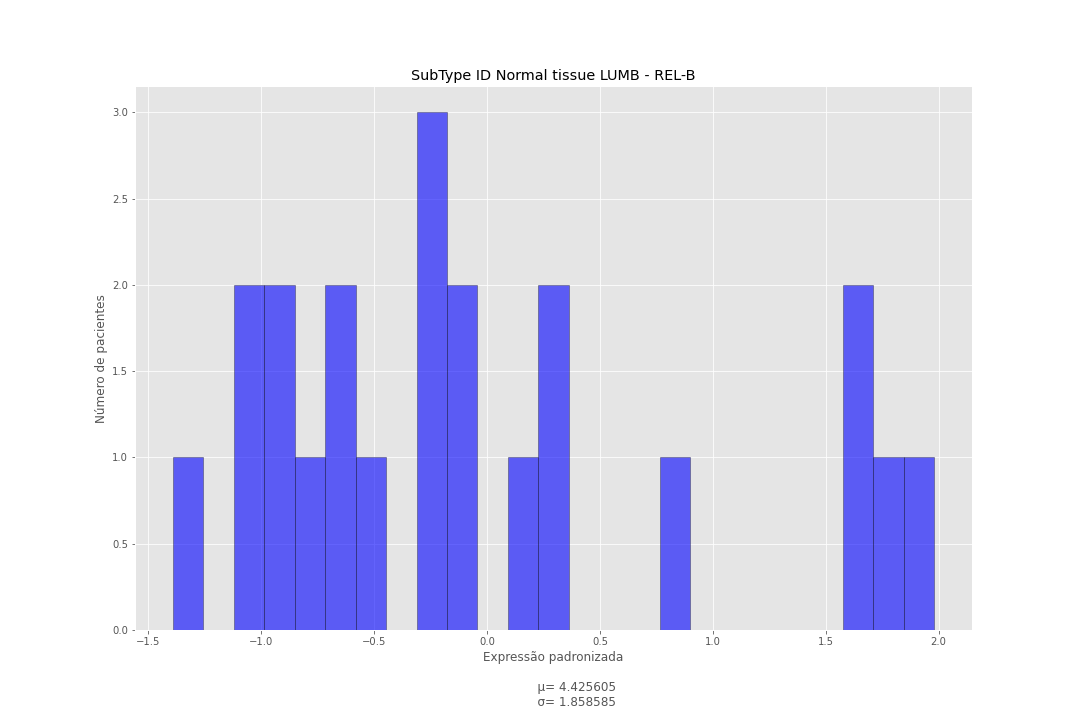 SubType ID Normal tissue LUMB - REL-B
3.0
2.5
2.0
1.5
1.0
0.5
0.0
Número de pacientes
−1.5 −1.0 −0.5 0.0 0.5 1.0 1.5 2.0
Expressão padronizada
μ= 4.425605
σ= 1.858585